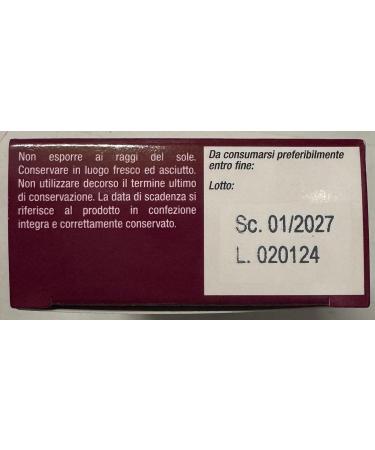 Non esporre ai raggi del sole.
Conservare in luogo fresco ed asciutto.
Non utilizzare decorso il termine ultimo
di conservazione. La data di scadenza si
riferisce al prodotto in confezione
integra e correttamente conservato.
Da consumarsi preferibilmente
entro fine:
Lotto:
Sc. 01/2027
L. 020124